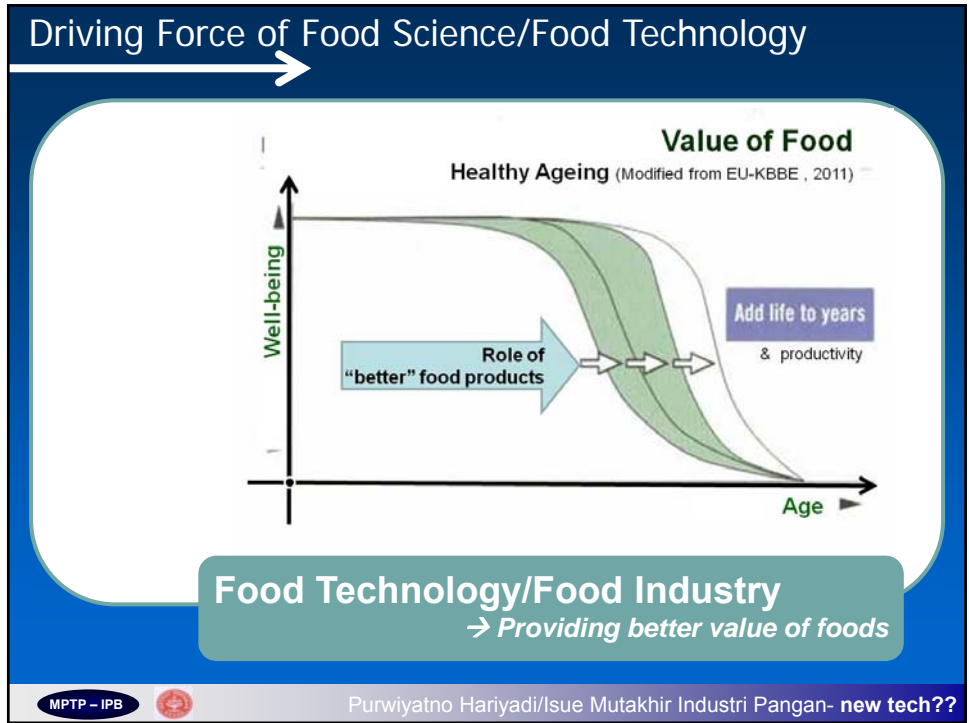 Driving Force of Food Science/Food Technology
Value of Food
Healthy Ageing (Modified from EU-KBBE , 2011)
Well-being
Add life to years
& productivity
Role of
“better” food products
Age
Food Technology/Food Industry
→ Providing better value of foods
MPTP – IPB
Purwiyatno Hariyadi/Isue Mutakhir Industri Pangan- new tech??